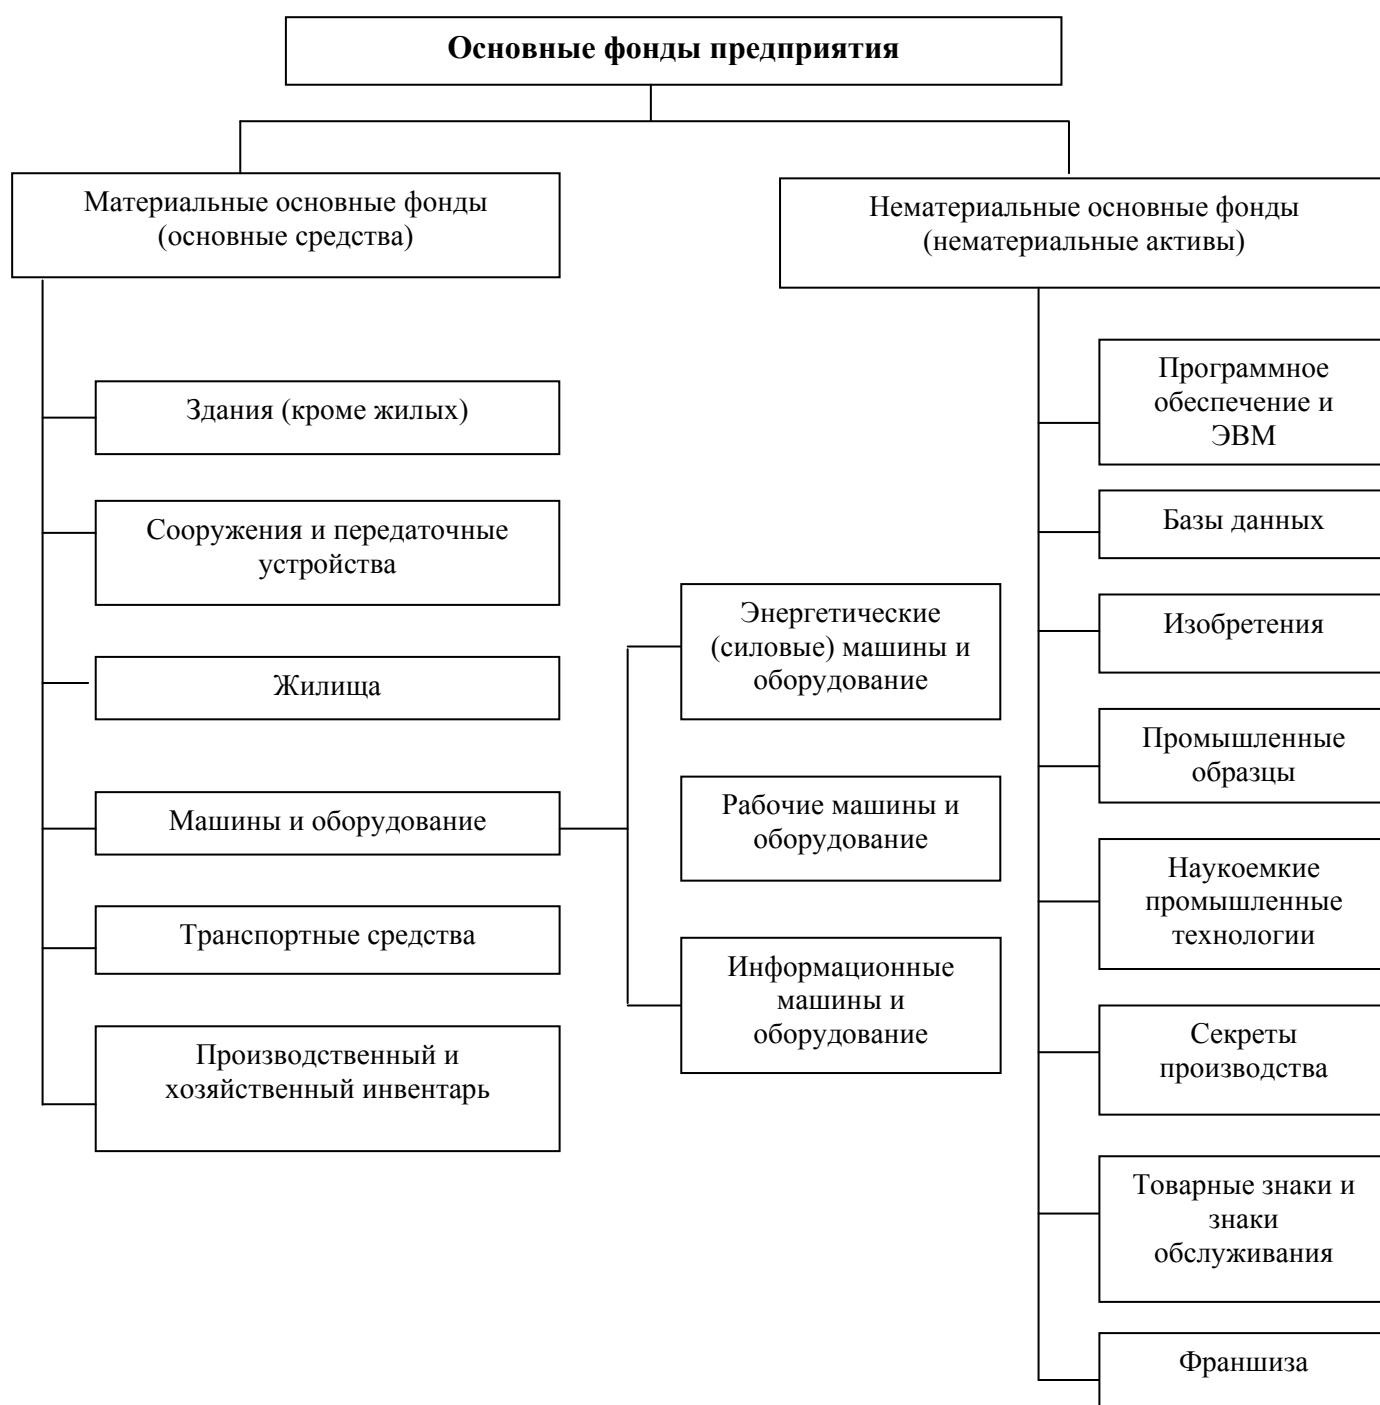 Основные фонды предприятия
Материальные основные фонды
(основные средства)
Нематериальные основные фонды
(нематериальные активы)
Здания (кроме жилых)
Сооружения и передаточные
устройства
Жилища
Машины и оборудование
Транспортные средства
Производственный и
хозяйственный инвентарь
Энергетические
(силовые) машины и
оборудование
Рабочие машины и
оборудование
Информационные
машины и
оборудование
Программное
обеспечение и
ЭВМ
Базы данных
Изобретения
Промышленные
образцы
Наукоемкие
промышленные
технологии
Секреты
производства
Товарные знаки и
знаки
обслуживания
Франшиза